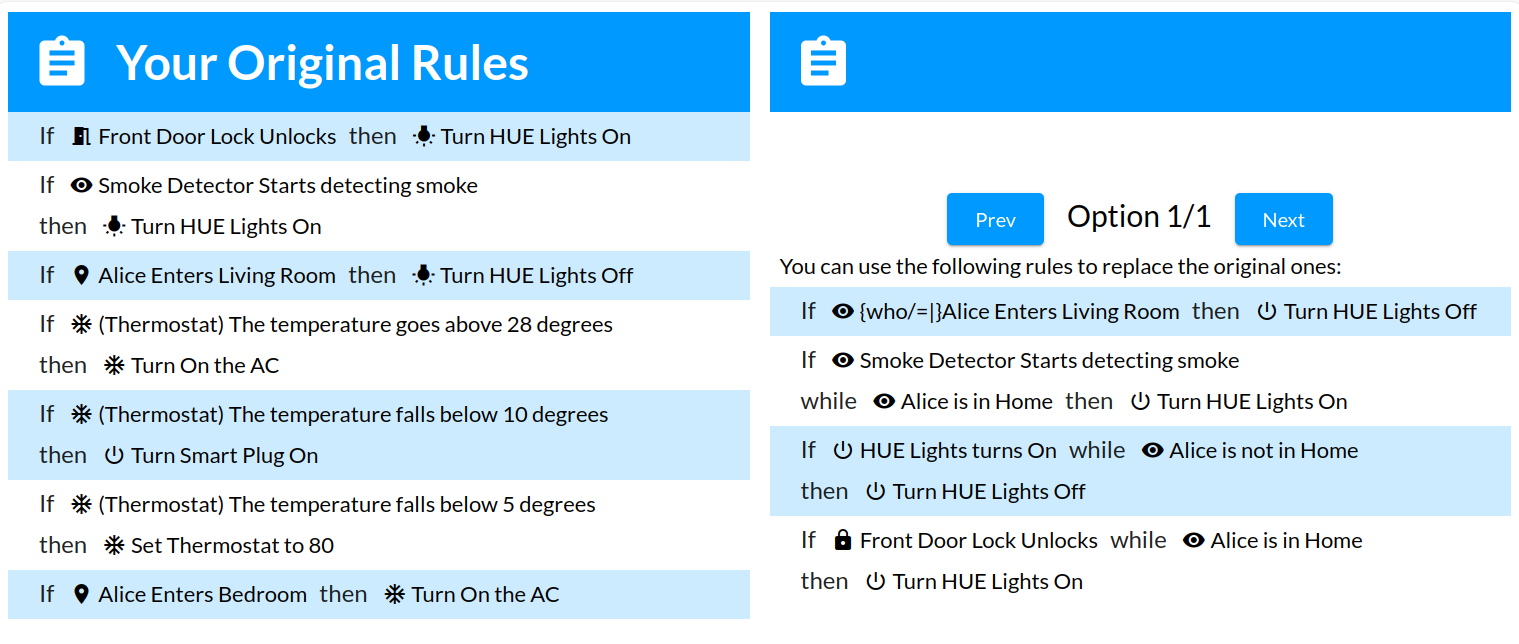 Your Original Rules
If Front Door Lock Unlocks then Turn HUE Lights On
If Smoke Detector Starts detecting smoke
then Turn HUE Lights On
If Alice Enters Living Room then Turn HUE Lights Off
If (Thermostat) The temperature goes above 28 degrees
then Turn On the AC
If (Thermostat) The temperature falls below 10 degrees
then Turn Smart Plug On
If (Thermostat) The temperature falls below 5 degrees
then Set Thermostat to 80
If Alice Enters Bedroom then Turn On the AC
Prev Option 1/1 Next
You can use the following rules to replace the original ones:
If {who/=|}Alice Enters Living Room then Turn HUE Lights Off
If Smoke Detector Starts detecting smoke
while Alice is in Home then Turn HUE Lights On
If HUE Lights turns On while Alice is not in Home
then Turn HUE Lights Off
If Front Door Lock Unlocks while Alice is in Home
then Turn HUE Lights On